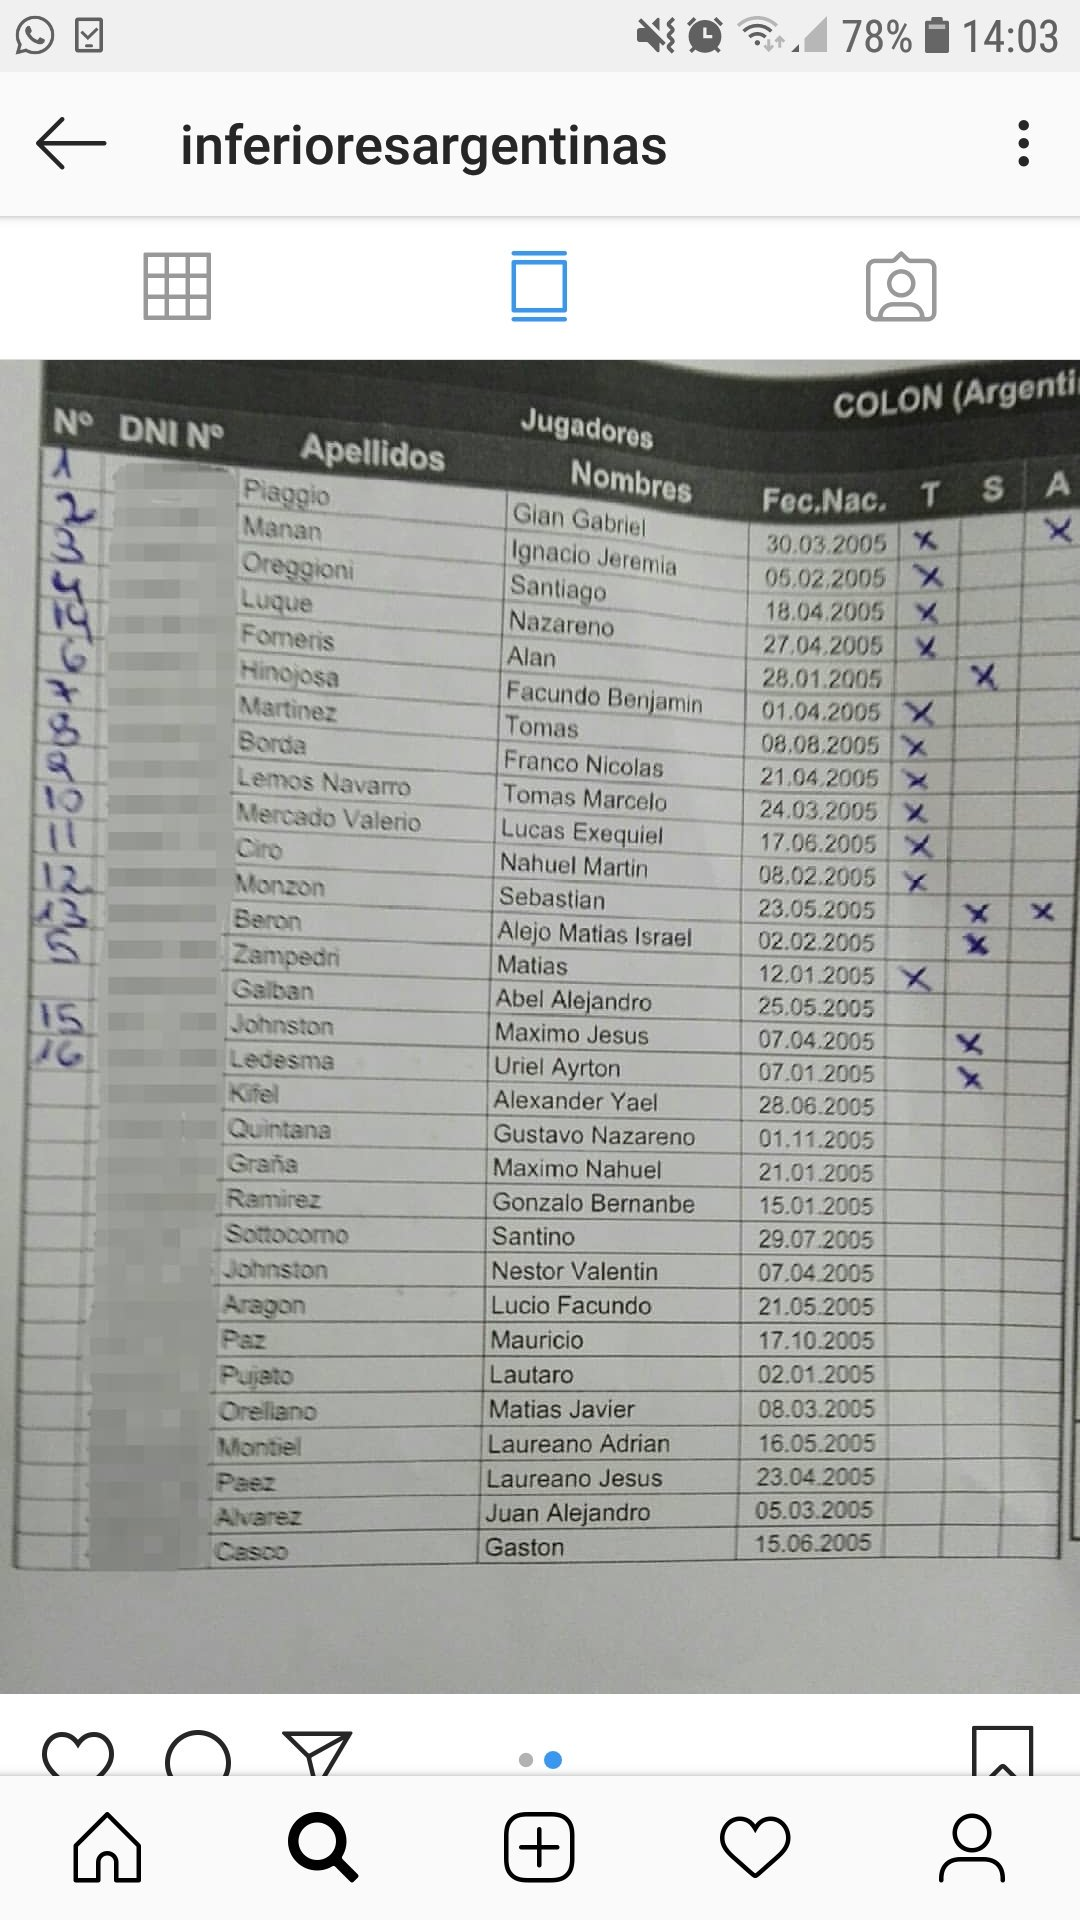 78% 14:03
inferioresargentinas
COLON (Argenti
Jugadores
Nº DNI Nº Apellidos Nombres Fec.Nac. T S A
1 Piaggio Gian Gabriel 30.03.2005 x x
2 Manan Ignacio Jeremia 05.02.2005 x
3 Oreggioni Santiago 18.04.2005 x
4 Luque Nazareno 27.04.2005 x
14 Forneris Alan 28.01.2005 x
6 Hinojosa Facundo Benjamin 01.04.2005 x
7 Martinez Tomas 08.08.2005 x
8 Borda Franco Nicolas 21.04.2005 x
9 Lemos Navarro Tomas Marcelo 24.03.2005 x
10 Mercado Valerio Lucas Exequiel 17.06.2005 x
11 Ciro Nahuel Martin 08.02.2005 x
12 Monzon Sebastian 23.05.2005 x x
13 Beron Alejo Matias Israel 02.02.2005 x
5 Zampedri Matias 12.01.2005 x
Galban Abel Alejandro 25.05.2005
15 Johnston Maximo Jesus 07.04.2005 x
16 Ledesma Uriel Ayrton 07.01.2005 x
Kifel Alexander Yael 28.06.2005
Quintana Gustavo Nazareno 01.11.2005
Graña Maximo Nahuel 21.01.2005
Ramirez Gonzalo Bernanbe 15.01.2005
Sottocorno Santino 29.07.2005
Johnston Nestor Valentin 07.04.2005
Aragon Lucio Facundo 21.05.2005
Paz Mauricio 17.10.2005
Pujato Lautaro 02.01.2005
Orellano Matias Javier 08.03.2005
Montiel Laureano Adrian 16.05.2005
Paez Laureano Jesus 23.04.2005
Alvarez Juan Alejandro 05.03.2005
Casco Gaston 15.06.2005